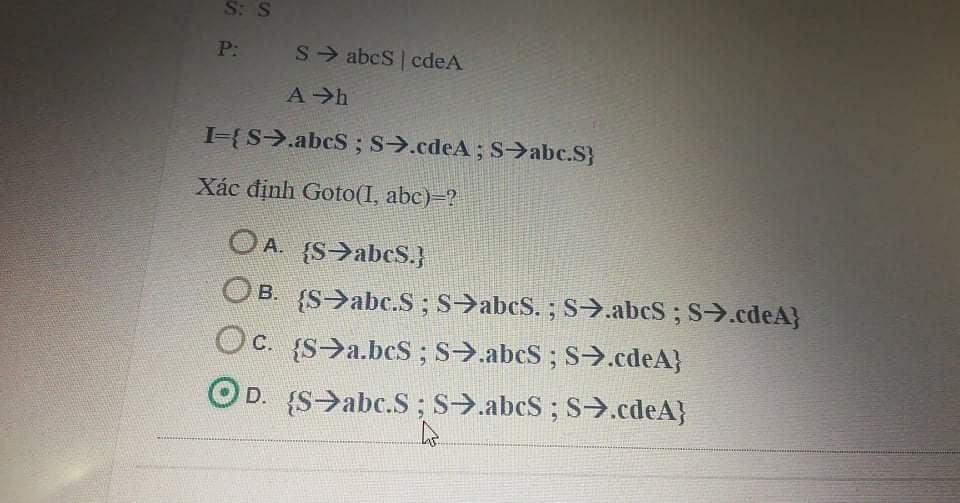 S: S
P: S → abcS | cdeA
A →h
I={ S→.abcS ; S→.cdeA ; S→abc.S}
Xác định Goto(I, abc)=?
A. {S→abcS.}
B. {S→abc.S ; S→abcS. ; S→.abcS ; S→.cdeA}
C. {S→a.bcS ; S→.abcS ; S→.cdeA}
D. {S→abc.S ; S→.abcS ; S→.cdeA}